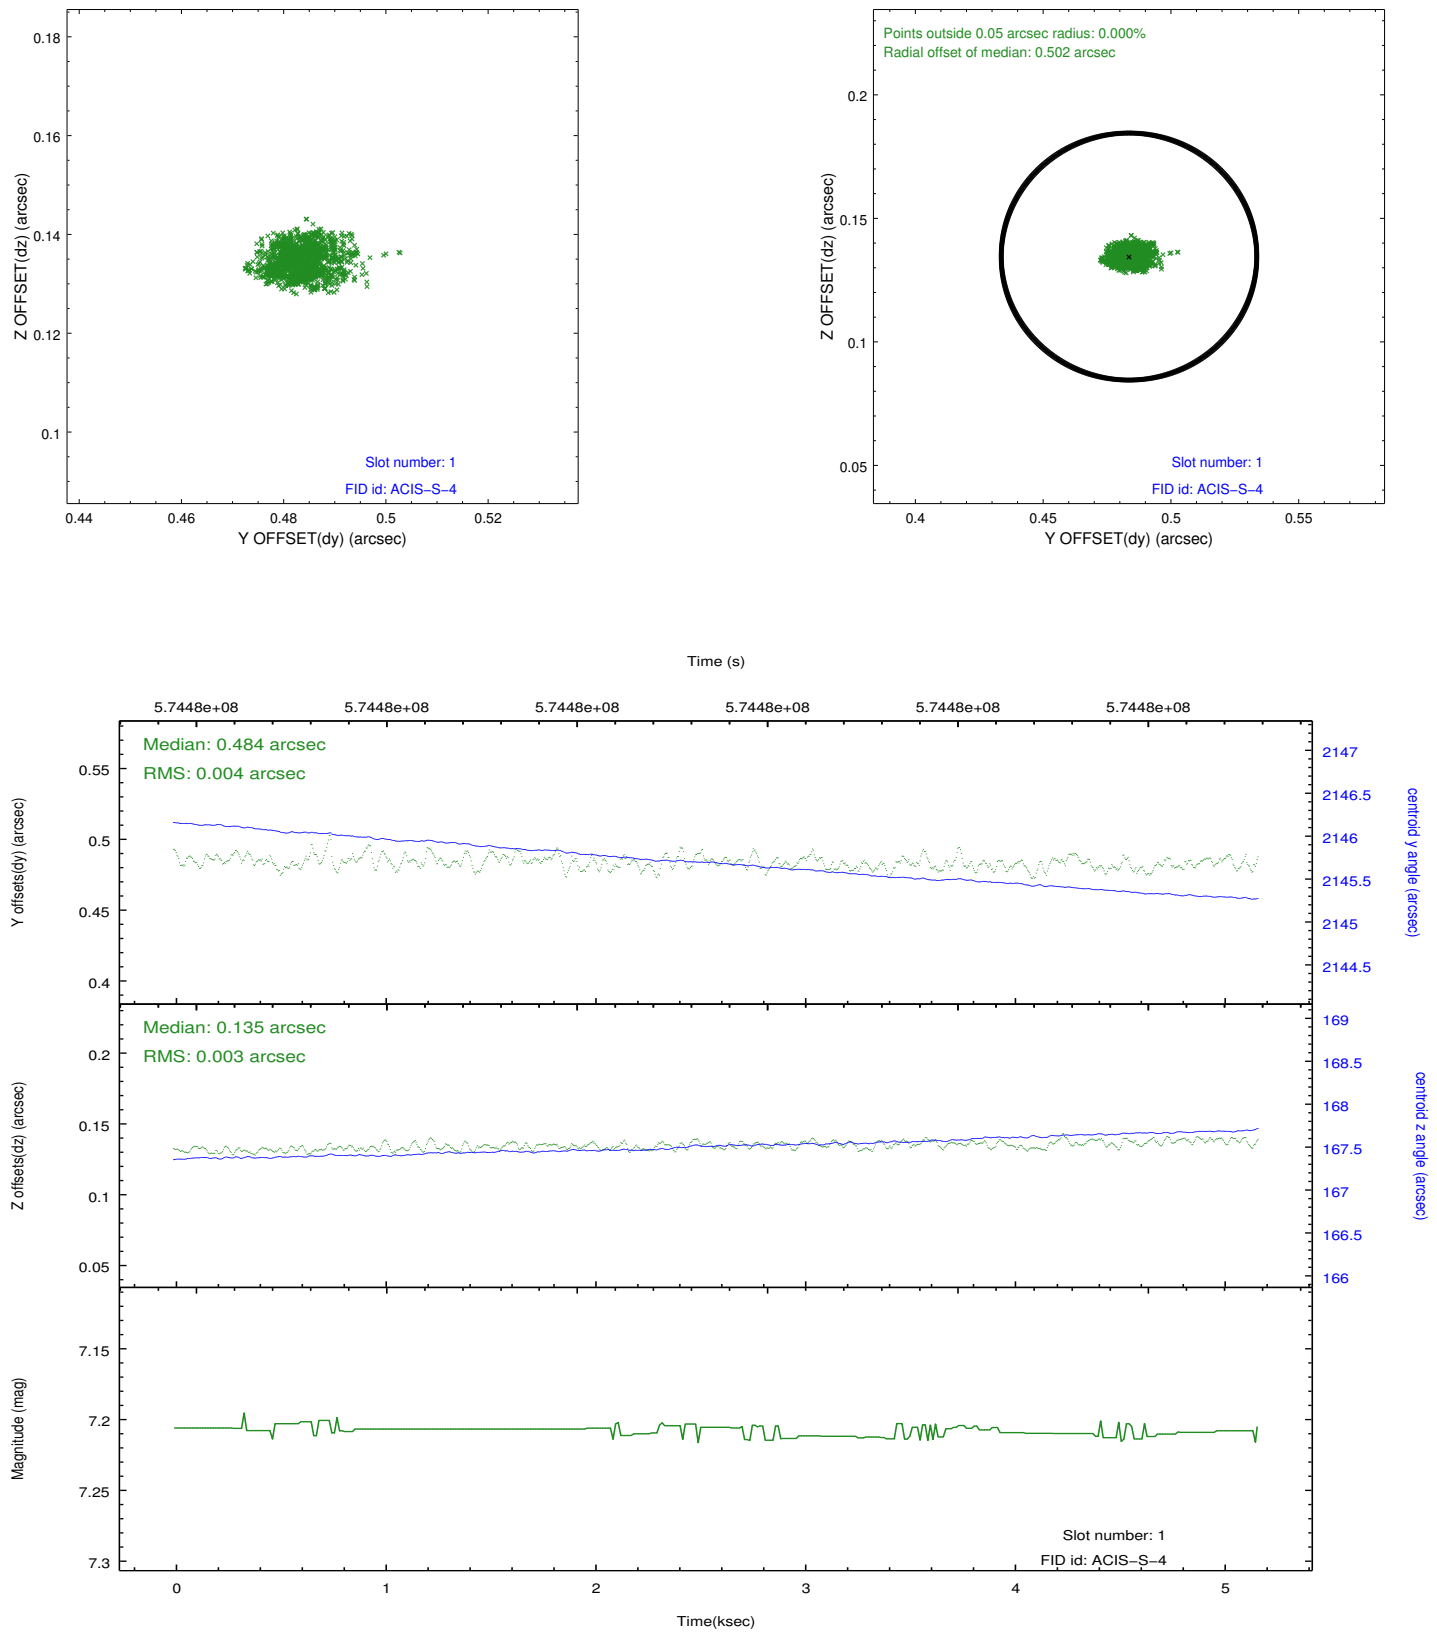 0.18
0.16
0.14
0.12
0.1
Z OFFSET(dz) (arcsec)
Slot number: 1
FID id: ACIS−S−4
0.44 0.46 0.48 0.5 0.52
Y OFFSET(dy) (arcsec)
Points outside 0.05 arcsec radius: 0.000%
Radial offset of median: 0.502 arcsec
0.2
0.15
0.1
0.05
Z OFFSET(dz) (arcsec)
Slot number: 1
FID id: ACIS−S−4
0.4 0.45 0.5 0.55
Y OFFSET(dy) (arcsec)
Time (s)
5.7448e+08 5.7448e+08 5.7448e+08 5.7448e+08 5.7448e+08 5.7448e+08
Median: 0.484 arcsec
RMS: 0.004 arcsec
0.55
0.5
0.45
0.4
Y offsets(dy) (arcsec)
2147
2146.5
2146
2145.5
2145
2144.5
centroid y angle (arcsec)
Median: 0.135 arcsec
RMS: 0.003 arcsec
0.2
0.15
0.1
0.05
Z offsets(dz) (arcsec)
169
168.5
168
167.5
167
166.5
166
centroid z angle (arcsec)
7.15
7.2
7.25
7.3
Magnitude (mag)
Slot number: 1
FID id: ACIS−S−4
0 1 2 3 4 5
Time(ksec)